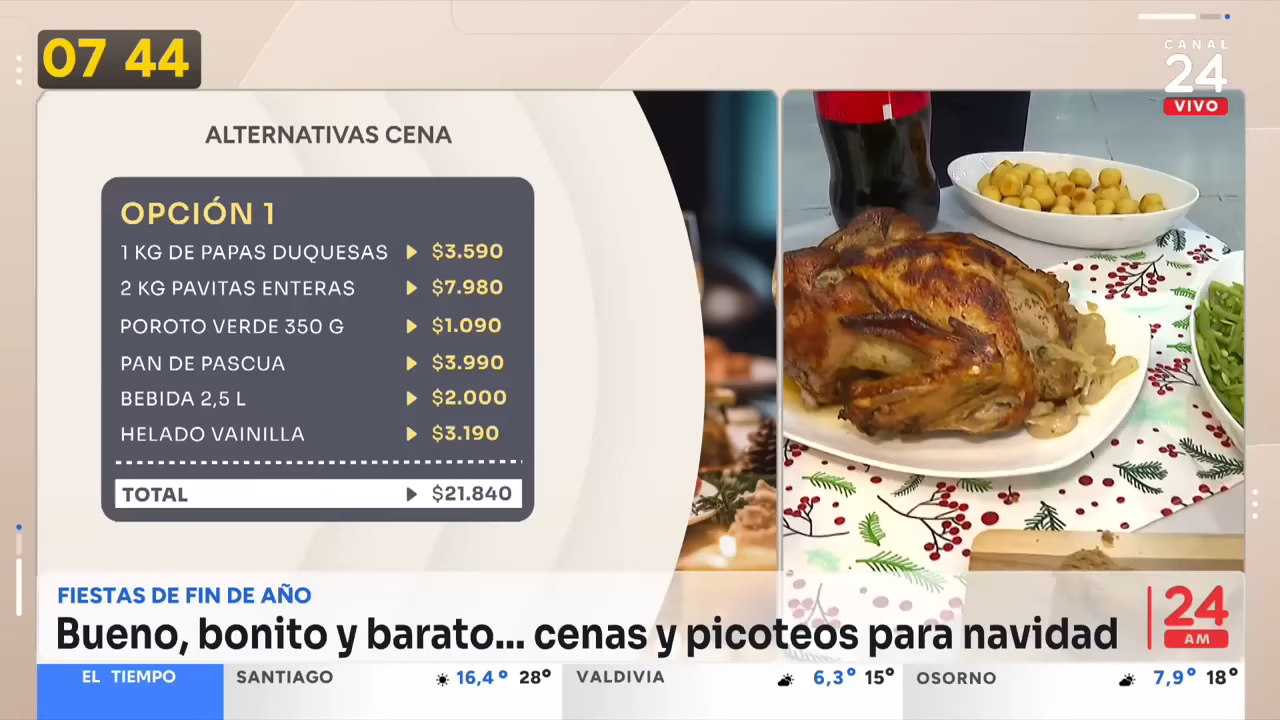 07 44
CANAL
24
VIVO
ALTERNATIVAS CENA
OPCIÓN 1
1 KG DE PAPAS DUQUESAS $3.590
2 KG PAVITAS ENTERAS $7.980
POROTO VERDE 350 G $1.090
PAN DE PASCUA $3.990
BEBIDA 2,5 L $2.000
HELADO VAINILLA $3.190
TOTAL $21.840
FIESTAS DE FIN DE AÑO
Bueno, bonito y barato... cenas y picoteos para navidad
24
AM
EL TIEMPO SANTIAGO 16,4° 28° VALDIVIA 6,3° 15° OSORNO 7,9° 18°